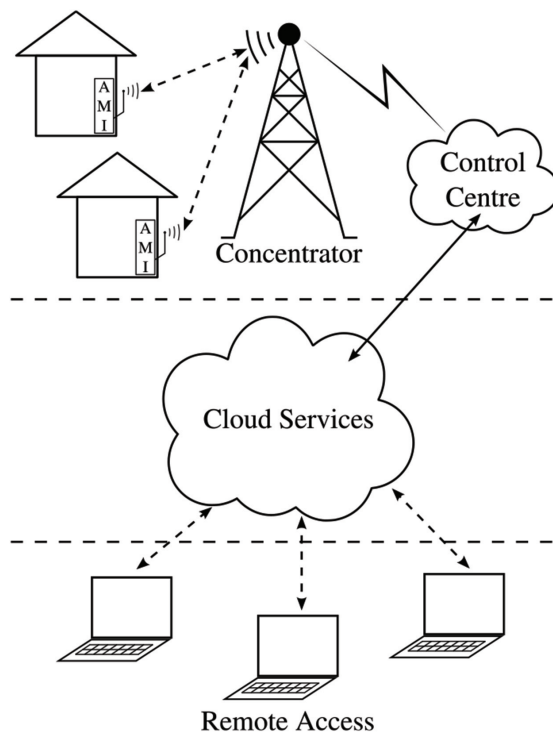 A
M
I
A
M
I
Concentrator
Control
Centre
Cloud Services
Remote Access